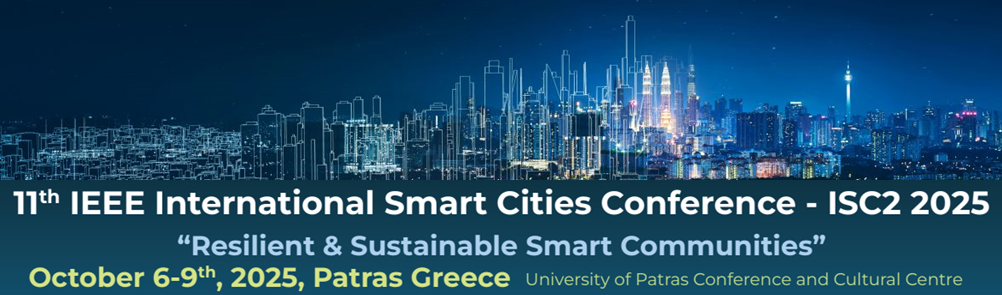 11th IEEE International Smart Cities Conference - ISC2 2025
“Resilient & Sustainable Smart Communities”
October 6-9th, 2025, Patras Greece University of Patras Conference and Cultural Centre